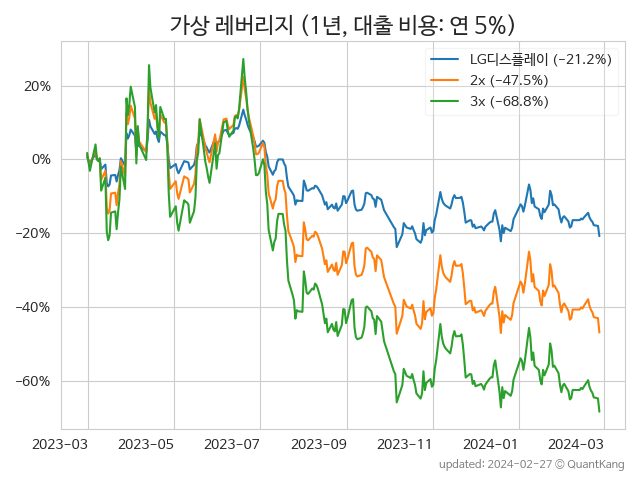 가상 레버리지 (1년, 대출 비용: 연 5%)
LG디스플레이 (−21.2%)
2x (−47.5%)
3x (−68.8%)
20%
0%
−20%
−40%
−60%
2023-03 2023-05 2023-07 2023-09 2023-11 2024-01 2024-03
updated: 2024-02-27 © QuantKang